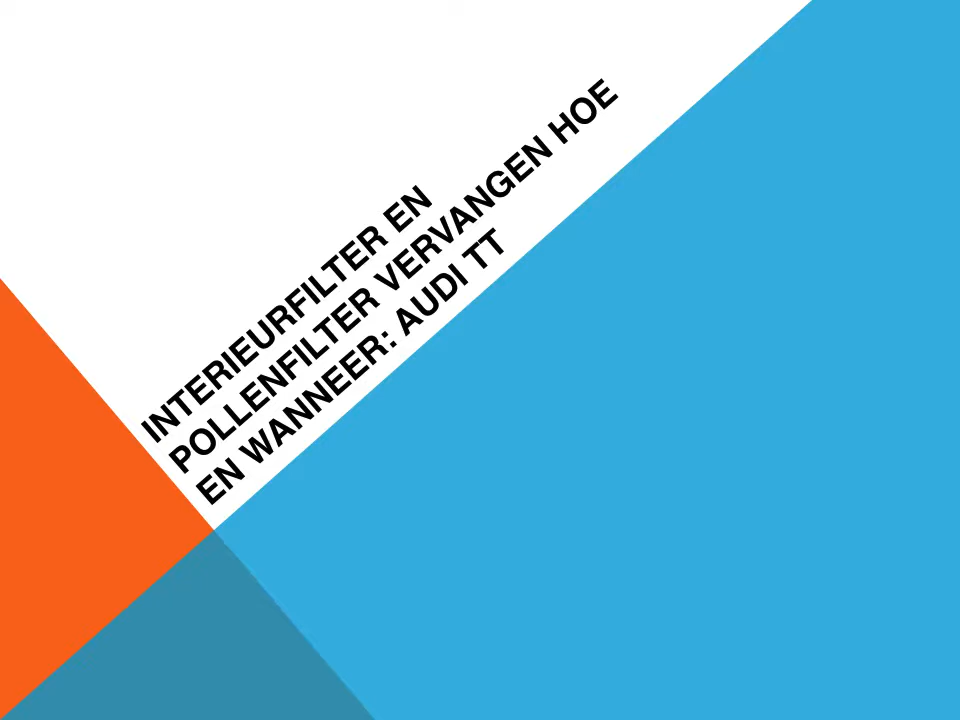 INTERIEURFILTER EN
POLLENFILTER VERVANGEN HOE
EN WANNEER: AUDI TT